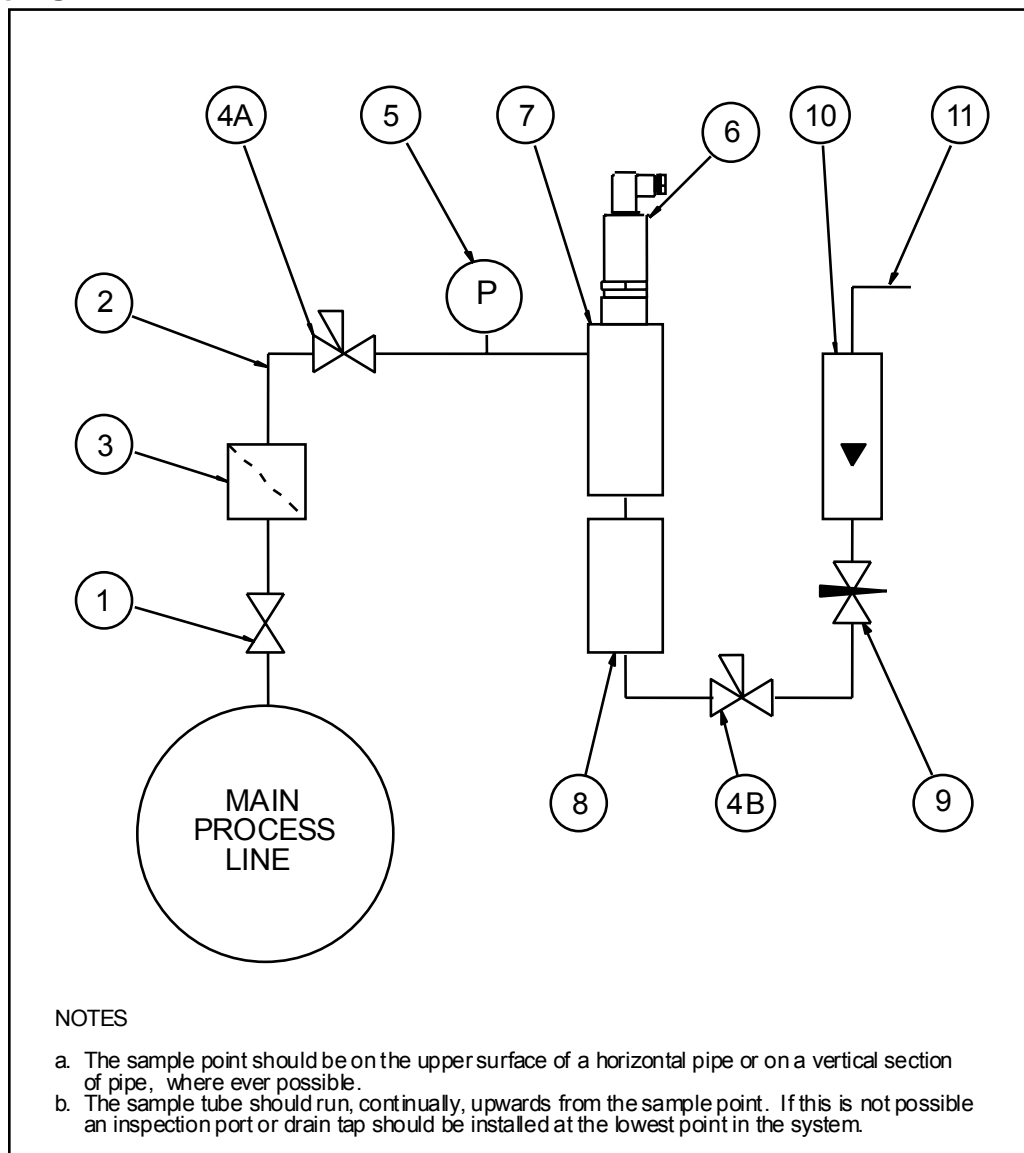 4A
5
7
6
10
11
P
2
3
1
MAIN
PROCESS
LINE
8
4B
9
NOTES
a. The sample point should be on the upper surface of a horizontal pipe or on a vertical section
of pipe, where ever possible.
b. The sample tube should run, continually, upwards from the sample point. If this is not possible
an inspection port or drain tap should be installed at the lowest point in the system.